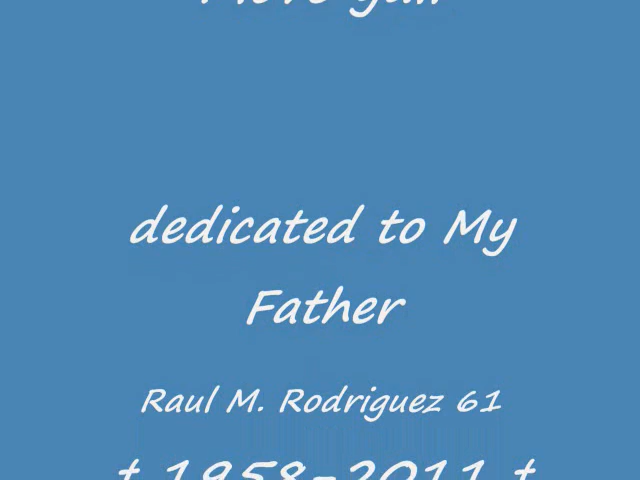 dedicated to My
Father
Raul M. Rodriguez 61
† 1958-2011 †